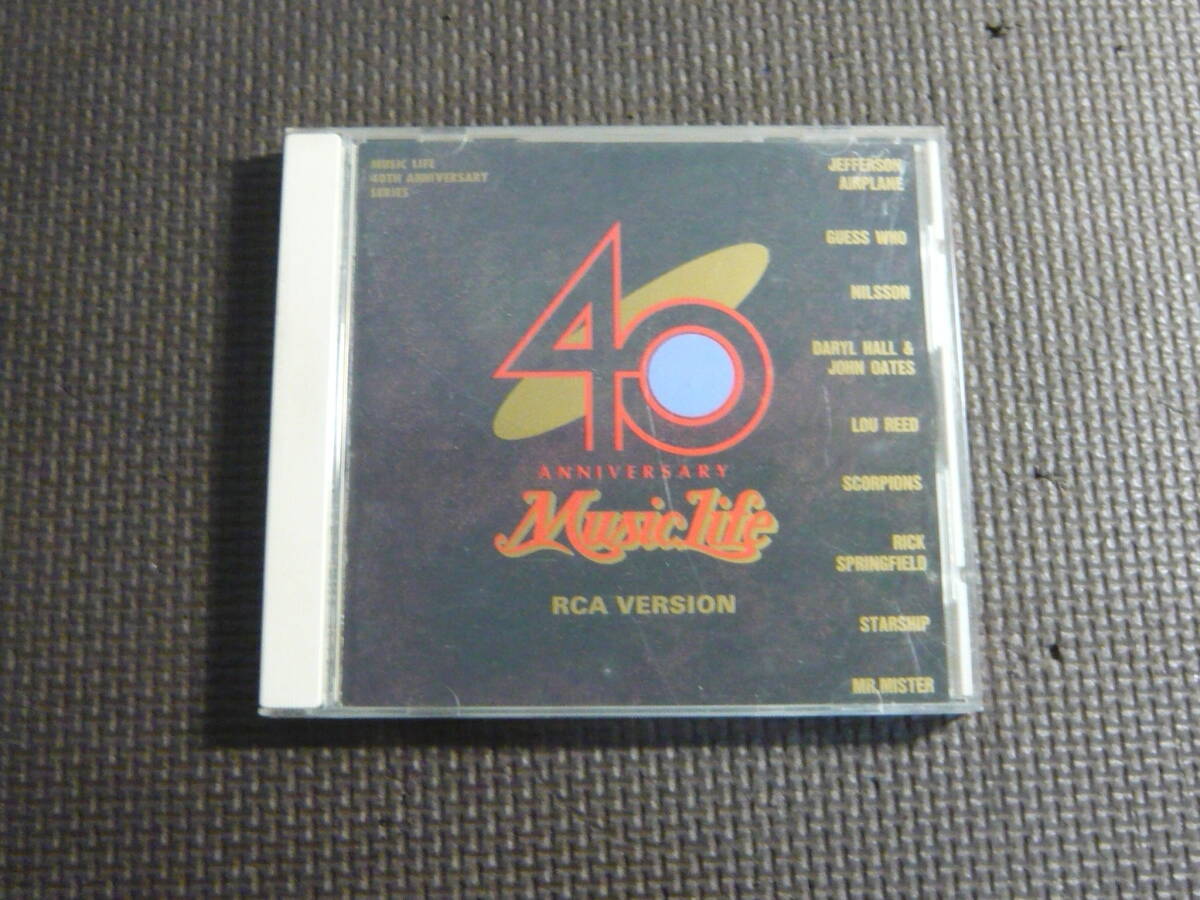 MUSIC LIFE
40TH ANNIVERSARY
SERIES
40
ANNIVERSARY
Music Life
RCA VERSION
JEFFERSON
AIRPLANE
GUESS WHO
NILSSON
DARYL HALL &
JOHN OATES
LOU REED
SCORPIONS
RICK
SPRINGFIELD
STARSHIP
MR.MISTER